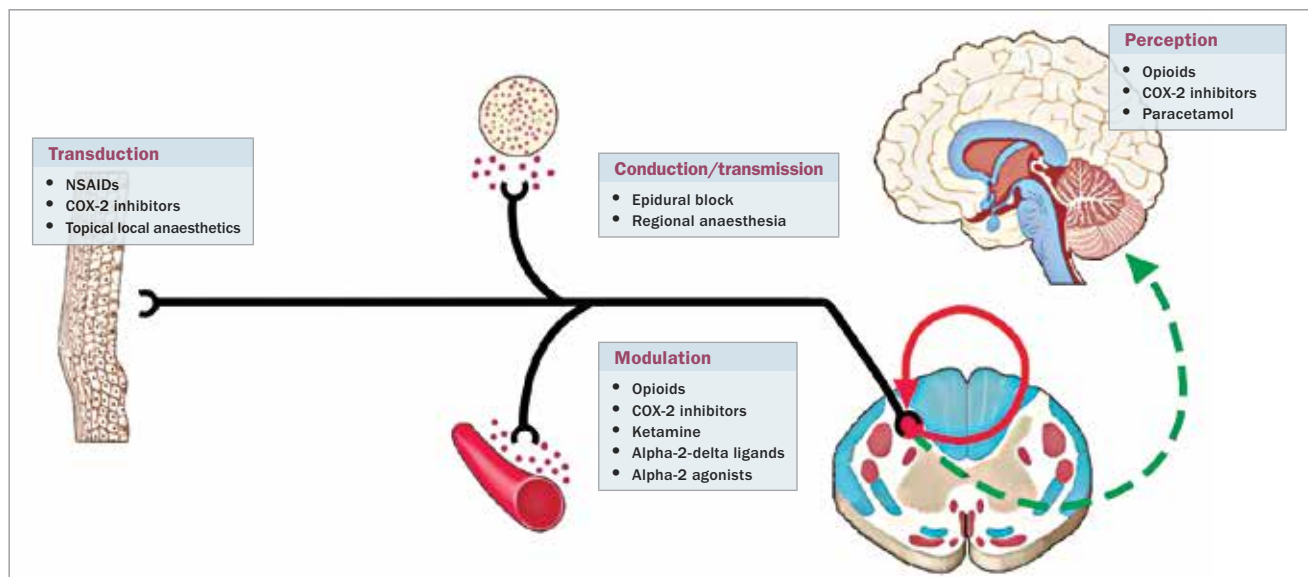 Transduction
• NSAIDs
• COX-2 inhibitors
• Topical local anaesthetics
Conduction/transmission
• Epidural block
• Regional anaesthesia
Modulation
• Opioids
• COX-2 inhibitors
• Ketamine
• Alpha-2-delta ligands
• Alpha-2 agonists
Perception
• Opioids
• COX-2 inhibitors
• Paracetamol